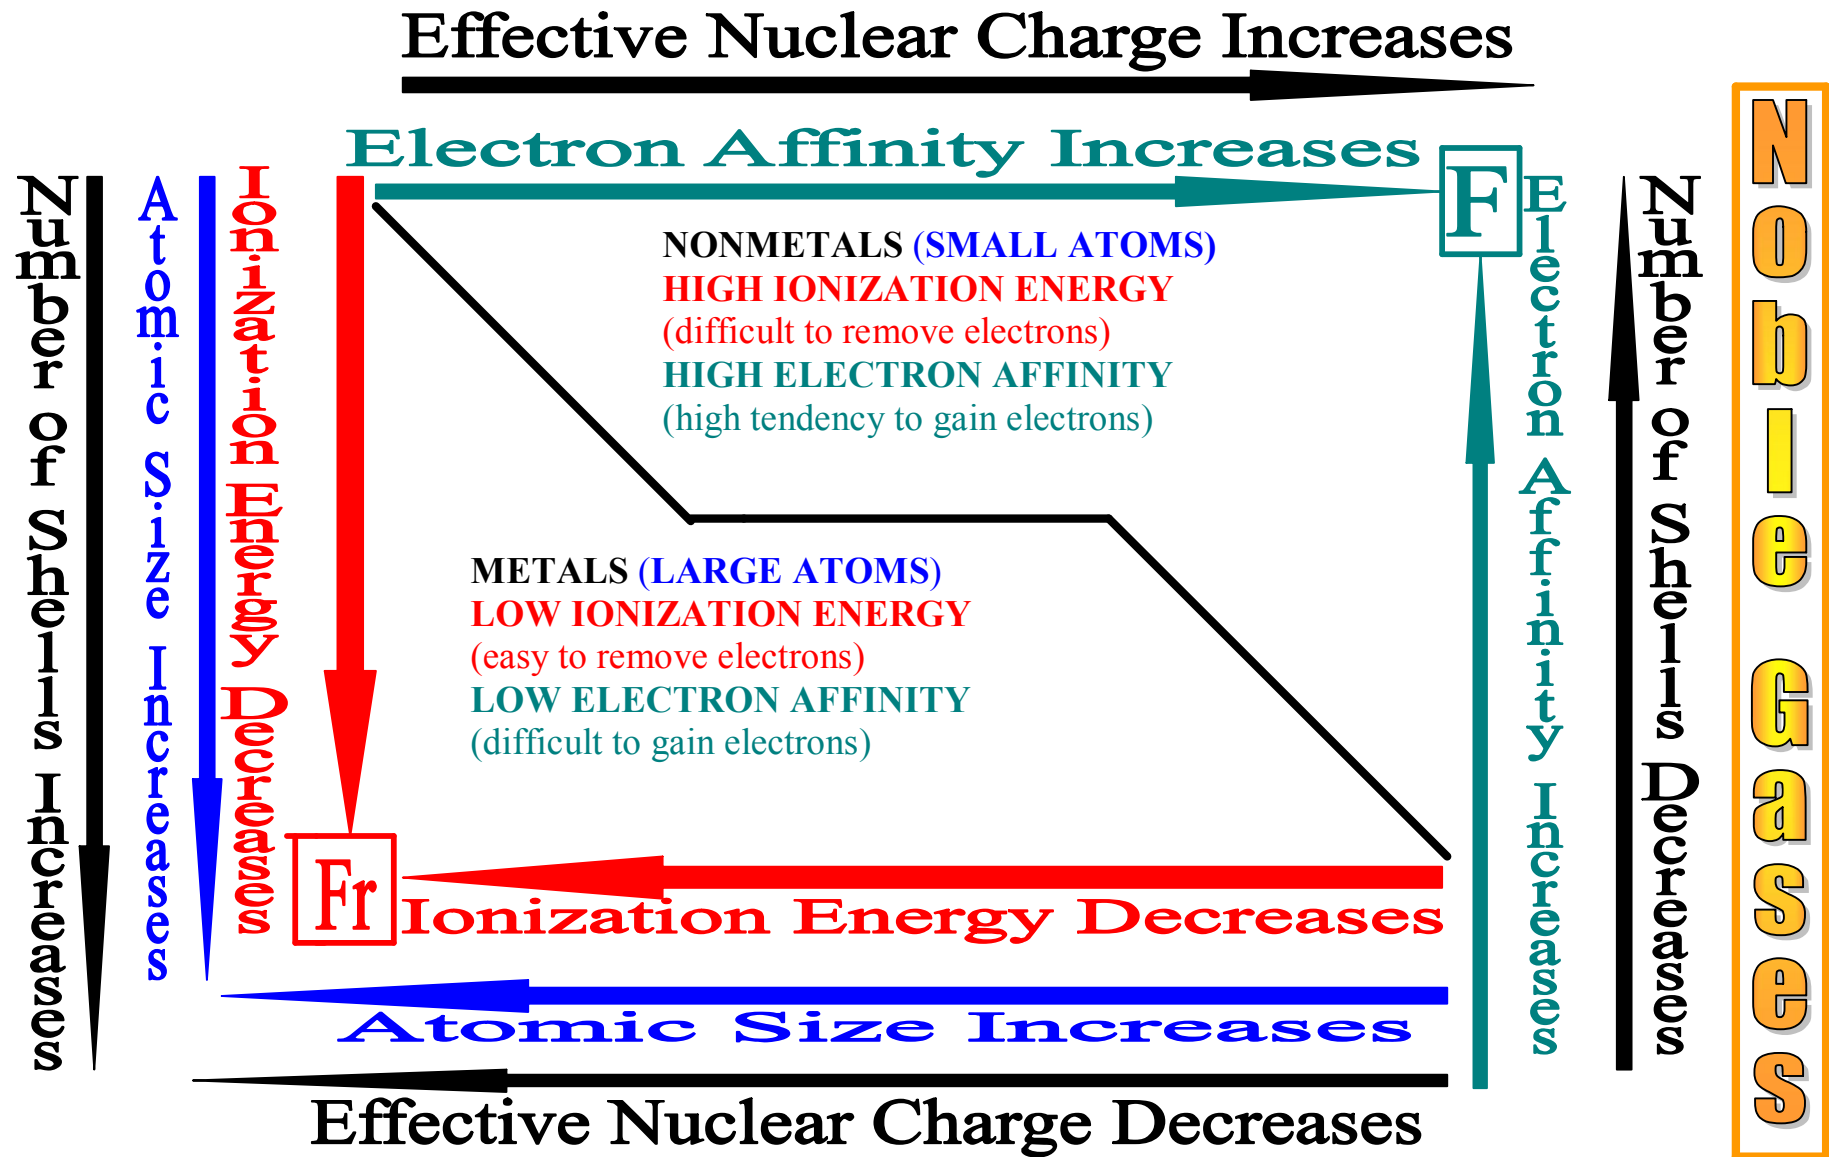 Effective Nuclear Charge Increases
Electron Affinity Increases
Number of Shells Increases
Atomic Size Increases
Ionization Energy Decreases
F
Electron Affinity Increases
Number of Shells Decreases
Noble Gases
NONMETALS (SMALL ATOMS)
HIGH IONIZATION ENERGY
(difficult to remove electrons)
HIGH ELECTRON AFFINITY
(high tendency to gain electrons)
METALS (LARGE ATOMS)
LOW IONIZATION ENERGY
(easy to remove electrons)
LOW ELECTRON AFFINITY
(difficult to gain electrons)
Fr
Ionization Energy Decreases
Atomic Size Increases
Effective Nuclear Charge Decreases